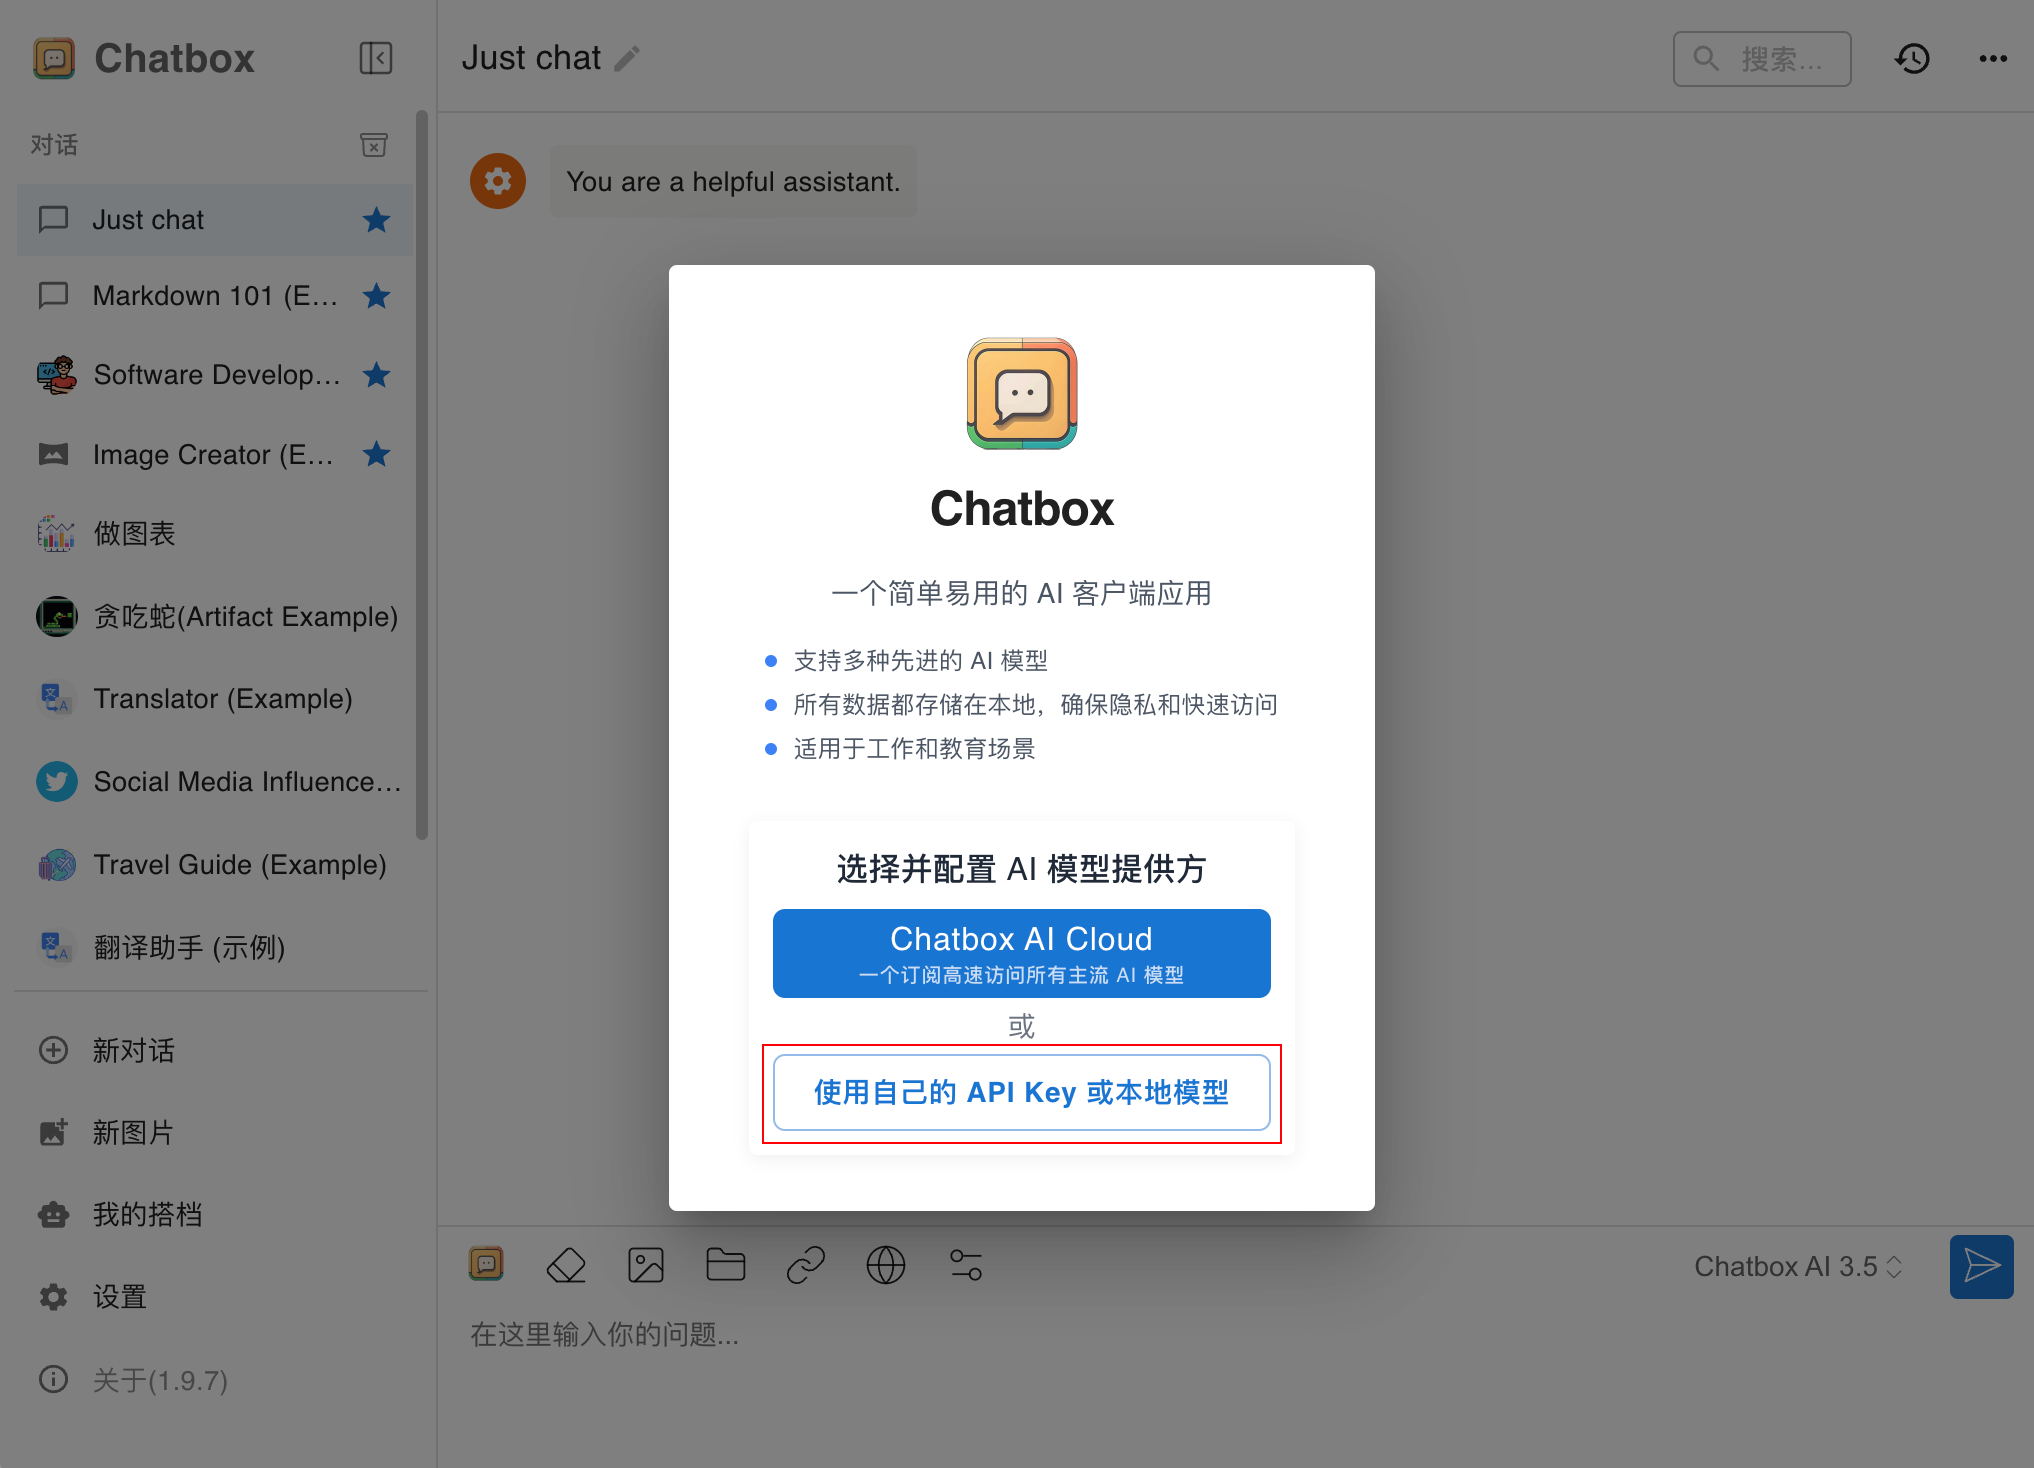 Chatbox
对话
Just chat
Markdown 101 (E...
Software Develop...
Image Creator (E...
做图表
贪吃蛇(Artifact Example)
Translator (Example)
Social Media Influence...
Travel Guide (Example)
翻译助手 (示例)
新对话
新图片
我的搭档
设置
关于(1.9.7)
Just chat
搜索...
You are a helpful assistant.
Chatbox
一个简单易用的 AI 客户端应用
支持多种先进的 AI 模型
所有数据都存储在本地，确保隐私和快速访问
适用于工作和教育场景
选择并配置 AI 模型提供方
Chatbox AI Cloud
一个订阅高速访问所有主流 AI 模型
或
使用自己的 API Key 或本地模型
Chatbox AI 3.5
在这里输入你的问题...